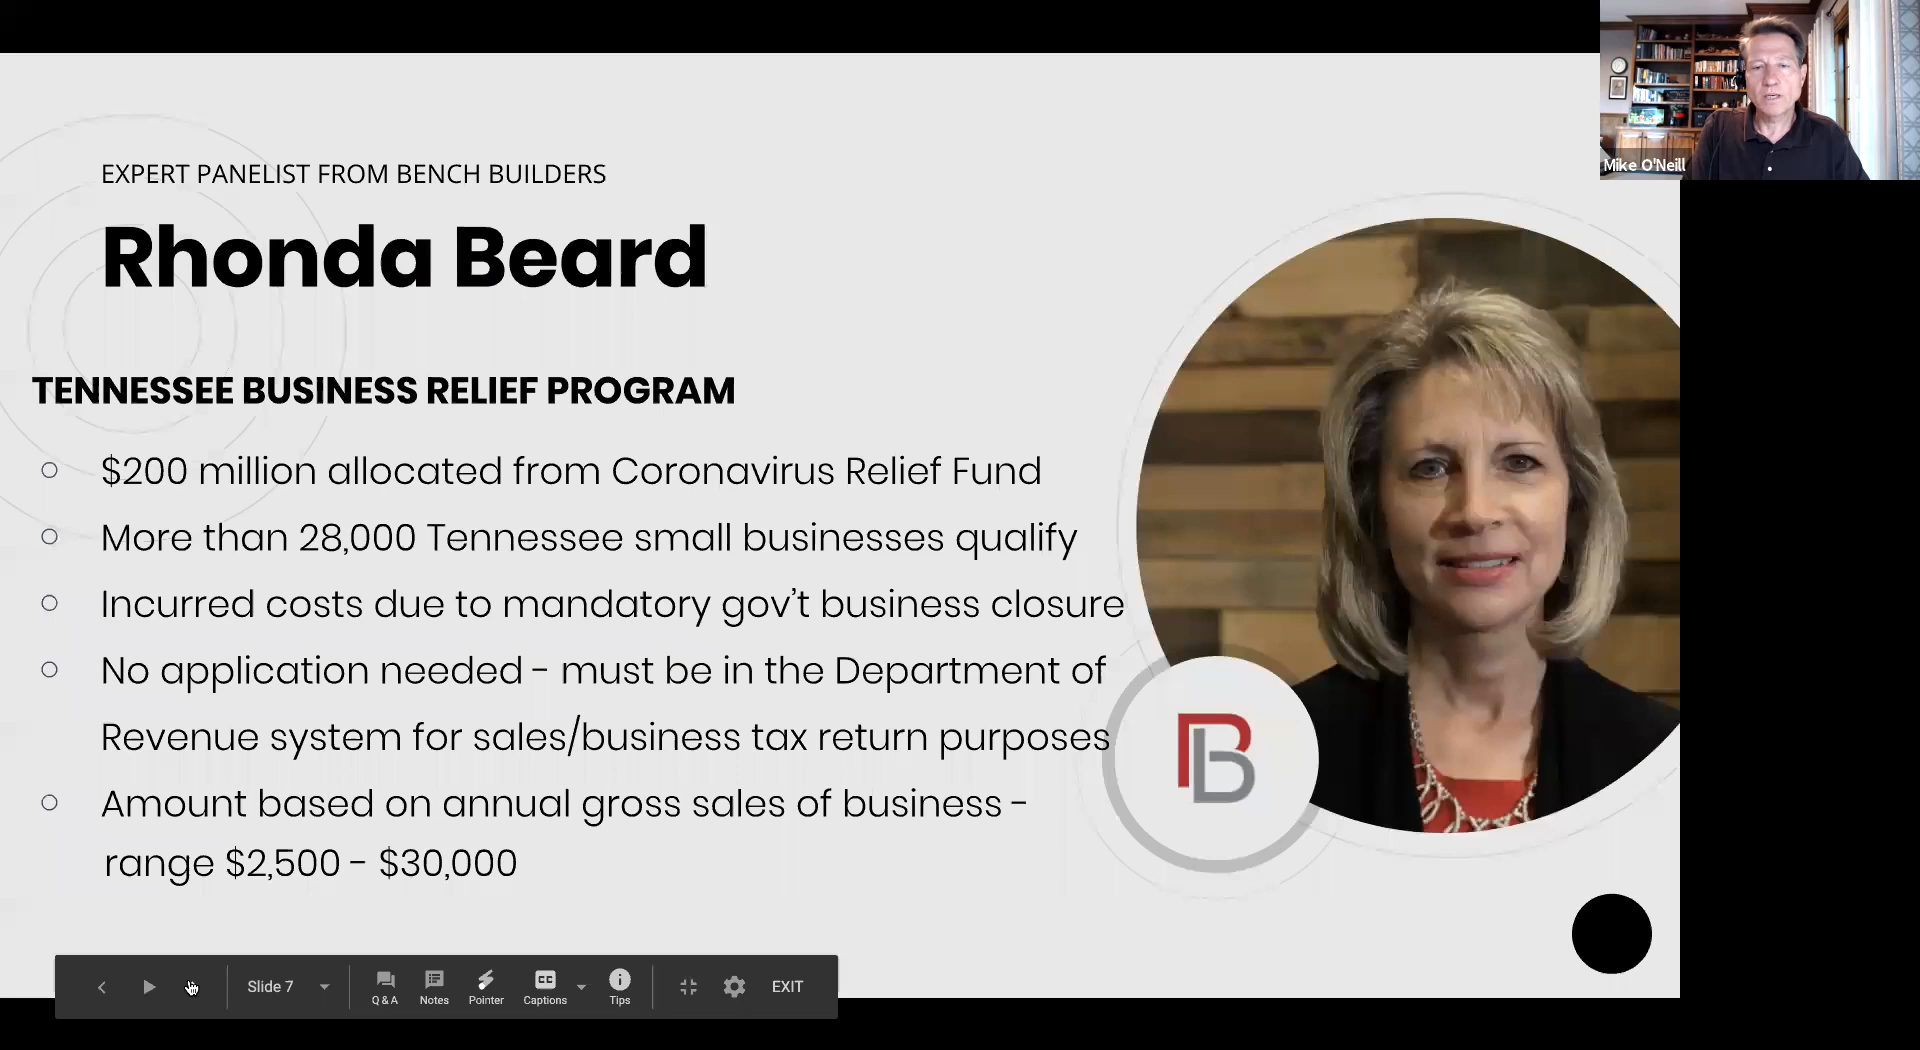 Mike O'Neill
EXPERT PANELIST FROM BENCH BUILDERS
Rhonda Beard
TENNESSEE BUSINESS RELIEF PROGRAM
$200 million allocated from Coronavirus Relief Fund
More than 28,000 Tennessee small businesses qualify
Incurred costs due to mandatory gov't business closure
No application needed - must be in the Department of
Revenue system for sales/business tax return purposes
Amount based on annual gross sales of business -
range $2,500 - $30,000
Slide 7
Q & A
Notes
Pointer
CC
Captions
Tips
EXIT